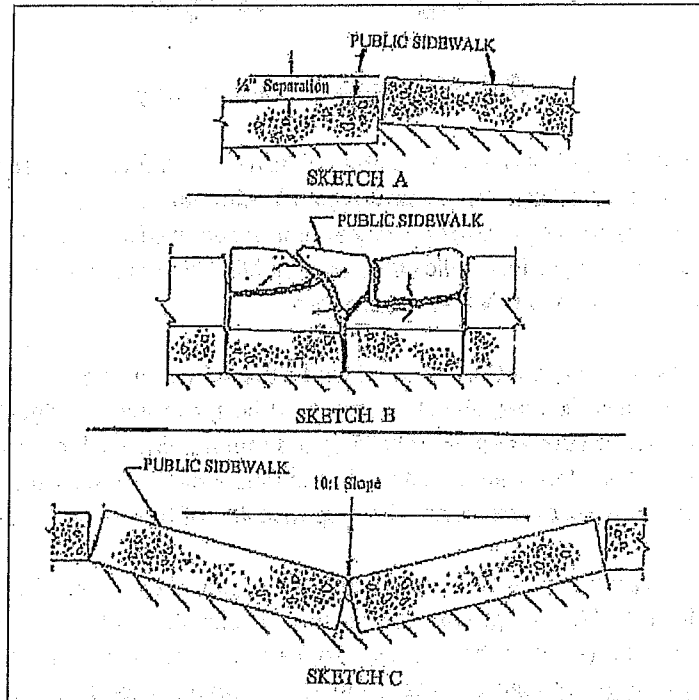 PUBLIC SIDEWALK
½" Separation
SKETCH A
PUBLIC SIDEWALK
SKETCH B
PUBLIC SIDEWALK
10:1 Slope
SKETCH C